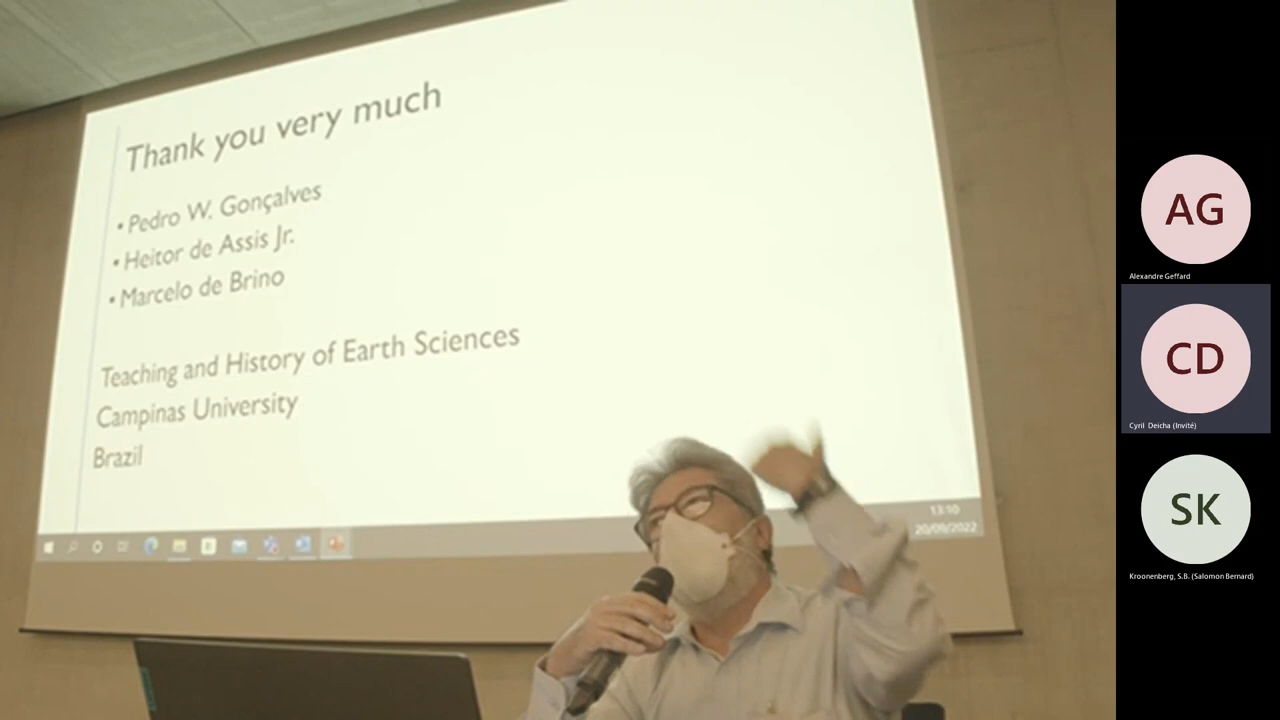 Thank you very much
• Pedro W. Gonçalves
• Heitor de Assis Jr.
• Marcelo de Brino
Teaching and History of Earth Sciences
Campinas University
Brazil
13:10
20/09/2022
AG
Alexandre Geffard
CD
Cyril Deicha (Invité)
SK
Kroonenberg, S.B. (Salomon Bernard)